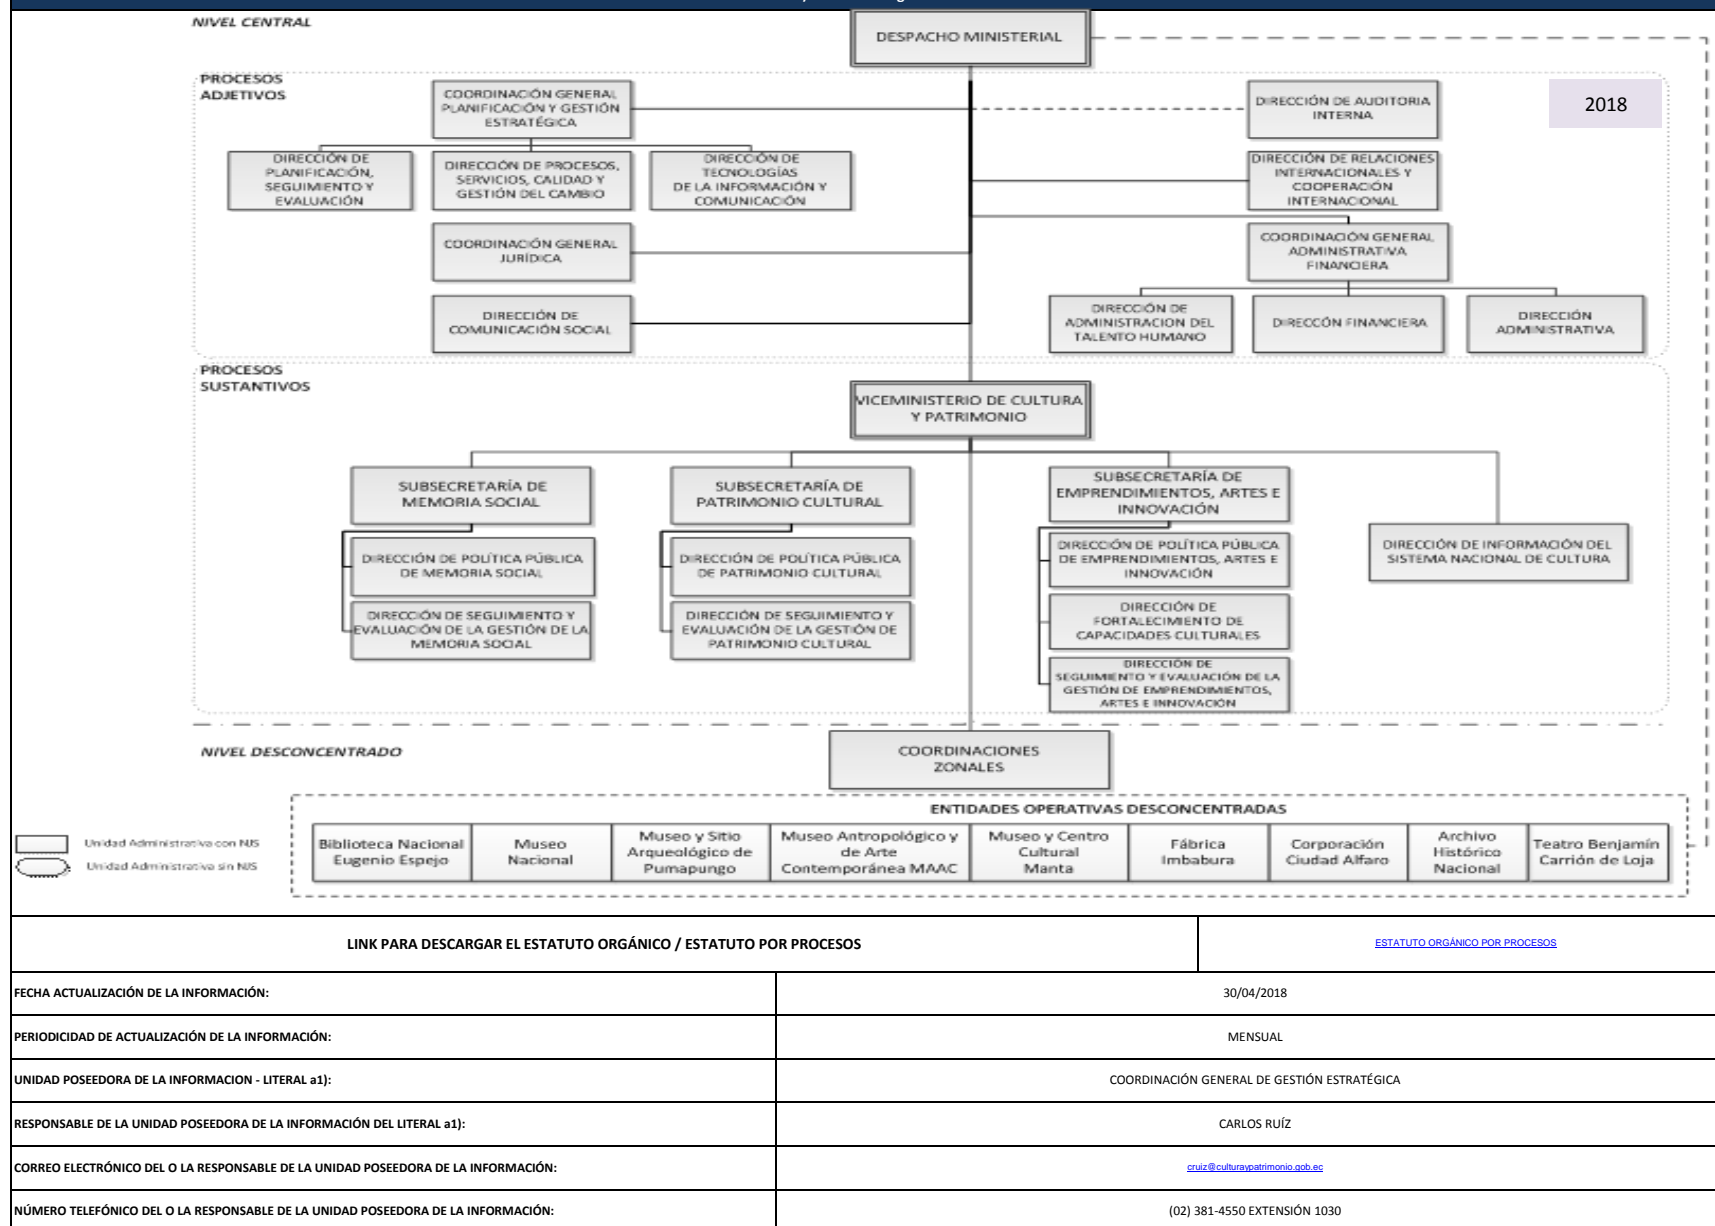 NIVEL CENTRAL
DESPACHO MINISTERIAL
PROCESOS
ADJETIVOS
COORDINACIÓN GENERAL
PLANIFICACIÓN Y GESTIÓN
ESTRATÉGICA
DIRECCIÓN DE AUDITORIA
INTERNA
2018
DIRECCIÓN DE
PLANIFICACIÓN,
SEGUIMIENTO Y
EVALUACIÓN
DIRECCIÓN DE PROCESOS,
SERVICIOS, CALIDAD Y
GESTIÓN DEL CAMBIO
DIRECCIÓN DE
TECNOLOGÍAS
DE LA INFORMACIÓN Y
COMUNICACIÓN
DIRECCIÓN DE RELACIONES
INTERNACIONALES Y
COOPERACIÓN
INTERNACIONAL
COORDINACIÓN GENERAL
JURÍDICA
COORDINACIÓN GENERAL
ADMINISTRATIVA
FINANCIERA
DIRECCIÓN DE
COMUNICACIÓN SOCIAL
DIRECCIÓN DE
ADMINISTRACION DEL
TALENTO HUMANO
DIRECCÓN FINANCIERA
DIRECCIÓN
ADMINISTRATIVA
PROCESOS
SUSTANTIVOS
VICEMINISTERIO DE CULTURA
Y PATRIMONIO
SUBSECRETARÍA DE
MEMORIA SOCIAL
SUBSECRETARÍA DE
PATRIMONIO CULTURAL
SUBSECRETARÍA DE
EMPRENDIMIENTOS, ARTES E
INNOVACIÓN
DIRECCIÓN DE INFORMACIÓN DEL
SISTEMA NACIONAL DE CULTURA
DIRECCIÓN DE POLÍTICA PÚBLICA
DE MEMORIA SOCIAL
DIRECCIÓN DE POLÍTICA PÚBLICA
DE PATRIMONIO CULTURAL
DIRECCIÓN DE POLÍTICA PÚBLICA
DE EMPRENDIMIENTOS, ARTES E
INNOVACIÓN
DIRECCIÓN DE SEGUIMIENTO Y
EVALUACIÓN DE LA GESTIÓN DE LA
MEMORIA SOCIAL
DIRECCIÓN DE SEGUIMIENTO Y
EVALUACIÓN DE LA GESTIÓN DE
PATRIMONIO CULTURAL
DIRECCIÓN DE
FORTALECIMIENTO DE
CAPACIDADES CULTURALES
DIRECCIÓN DE
SEGUIMIENTO Y EVALUACIÓN DE LA
GESTIÓN DE EMPRENDIMIENTOS,
ARTES E INNOVACIÓN
NIVEL DESCONCENTRADO
COORDINACIONES
ZONALES
ENTIDADES OPERATIVAS DESCONCENTRADAS
Unidad Administrativa con NJS
Unidad Administrativa sin NJS
Biblioteca Nacional
Eugenio Espejo
Museo
Nacional
Museo y Sitio
Arqueológico de
Pumapungo
Museo Antropológico y
de Arte
Contemporánea MAAC
Museo y Centro
Cultural
Manta
Fábrica
Imbabura
Corporación
Ciudad Alfaro
Archivo
Histórico
Nacional
Teatro Benjamín
Carrión de Loja
LINK PARA DESCARGAR EL ESTATUTO ORGÁNICO / ESTATUTO POR PROCESOS
ESTATUTO ORGÁNICO POR PROCESOS
FECHA ACTUALIZACIÓN DE LA INFORMACIÓN:
30/04/2018
PERIODICIDAD DE ACTUALIZACIÓN DE LA INFORMACIÓN:
MENSUAL
UNIDAD POSEEDORA DE LA INFORMACION - LITERAL a1):
COORDINACIÓN GENERAL DE GESTIÓN ESTRATÉGICA
RESPONSABLE DE LA UNIDAD POSEEDORA DE LA INFORMACIÓN DEL LITERAL a1):
CARLOS RUÍZ
CORREO ELECTRÓNICO DEL O LA RESPONSABLE DE LA UNIDAD POSEEDORA DE LA INFORMACIÓN:
cruiz@culturaypatrimonio.gob.ec
NÚMERO TELEFÓNICO DEL O LA RESPONSABLE DE LA UNIDAD POSEEDORA DE LA INFORMACIÓN:
(02) 381-4550 EXTENSIÓN 1030